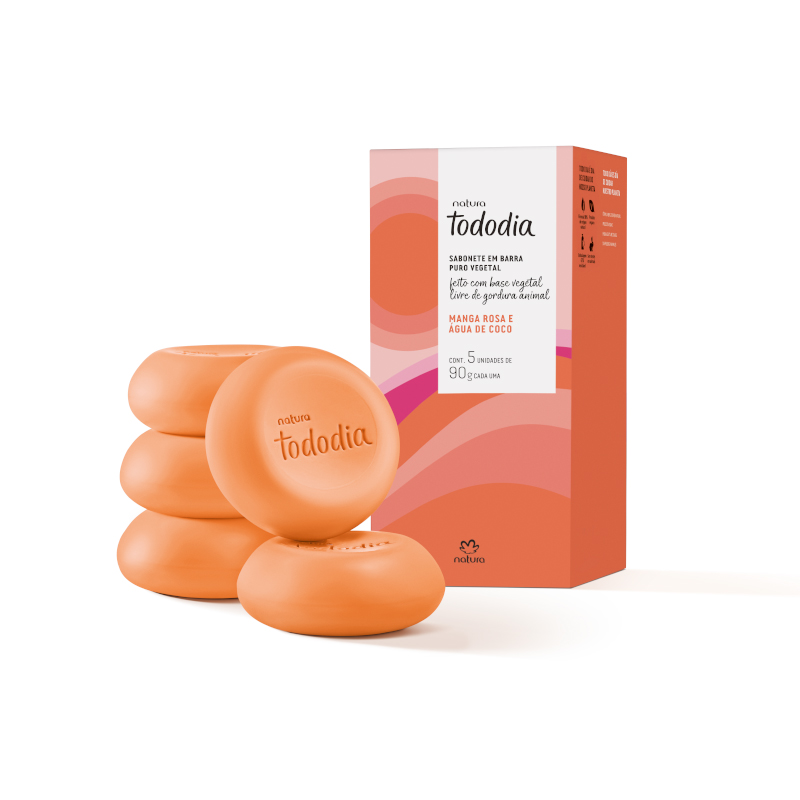 natura
tododia
SABONETE EM BARRA
PURO VEGETAL
feito com base vegetal
livre de gordura animal
MANGA ROSA E
ÁGUA DE COCO
CONT. 5 UNIDADES DE
90g CADA UMA
natura
natura
tododia
tododia